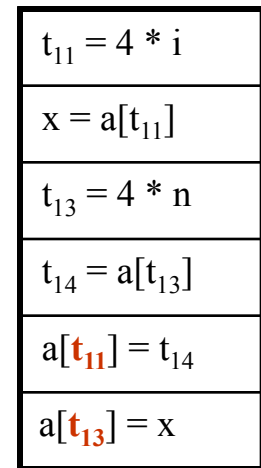 t₁₁ = 4 * i
x = a[t₁₁]
t₁₃ = 4 * n
t₁₄ = a[t₁₃]
a[t₁₁] = t₁₄
a[t₁₃] = x